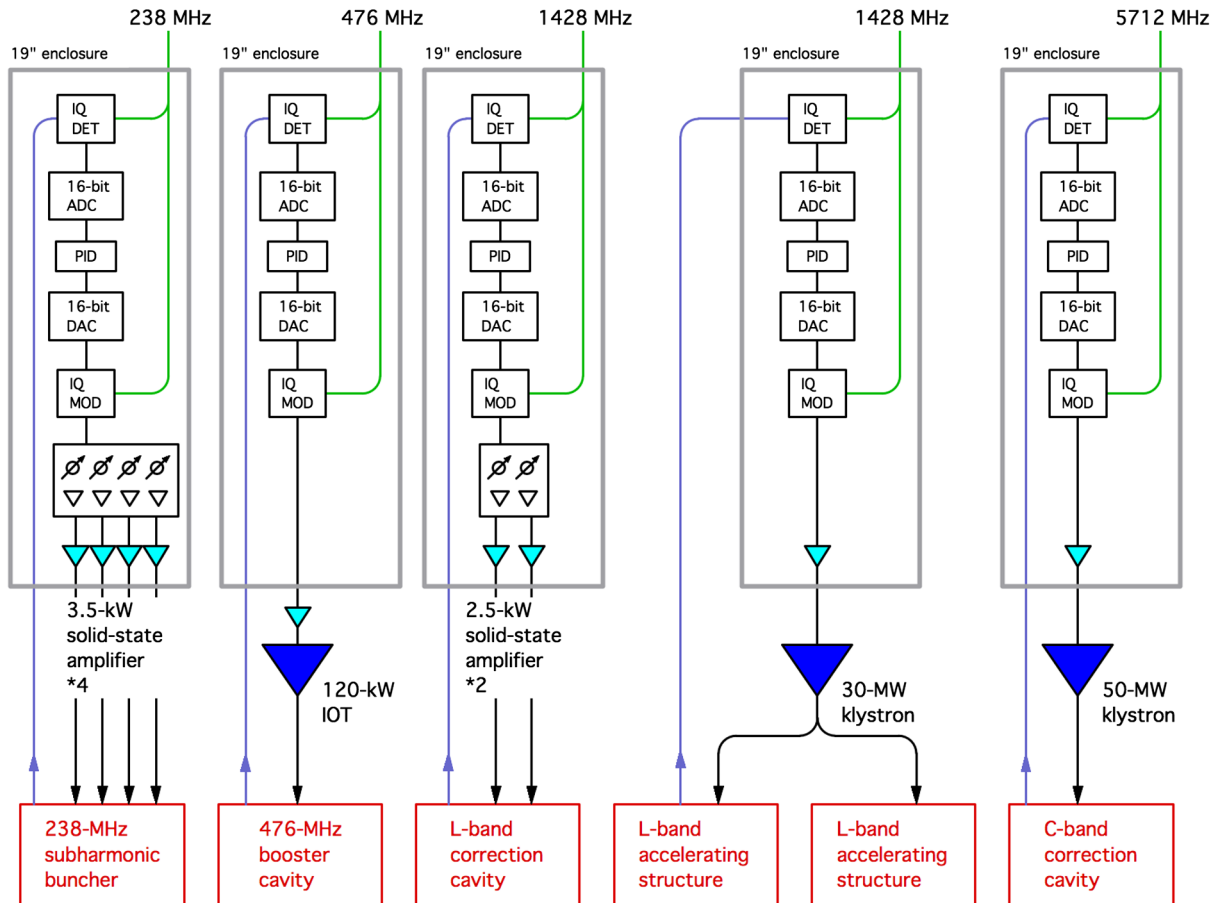 238 MHz
476 MHz
1428 MHz
1428 MHz
5712 MHz
19" enclosure
19" enclosure
19" enclosure
19" enclosure
19" enclosure
IQ
DET
16-bit
ADC
PID
16-bit
DAC
IQ
MOD
3.5-kW
solid-state
amplifier
*4
238-MHz
subharmonic
buncher
IQ
DET
16-bit
ADC
PID
16-bit
DAC
IQ
MOD
120-kW
IOT
476-MHz
booster
cavity
IQ
DET
16-bit
ADC
PID
16-bit
DAC
IQ
MOD
2.5-kW
solid-state
amplifier
*2
L-band
correction
cavity
IQ
DET
16-bit
ADC
PID
16-bit
DAC
IQ
MOD
30-MW
klystron
L-band
accelerating
structure
L-band
accelerating
structure
IQ
DET
16-bit
ADC
PID
16-bit
DAC
IQ
MOD
50-MW
klystron
C-band
correction
cavity